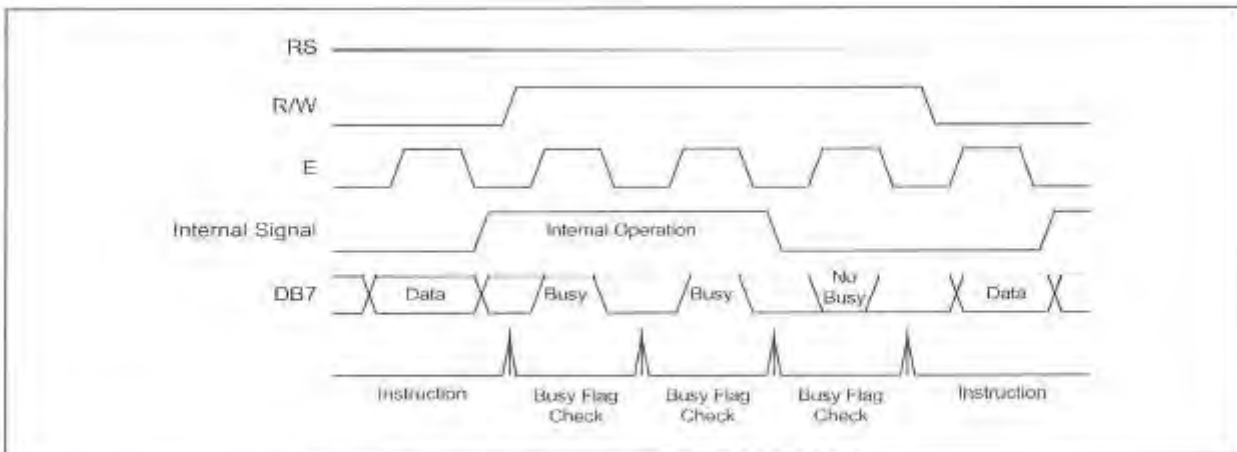 RS
R/W
E
Internal Signal
Internal Operation
DB7
Data
Busy
Busy
No
Busy
Data
Instruction
Busy Flag
Check
Busy Flag
Check
Busy Flag
Check
Instruction